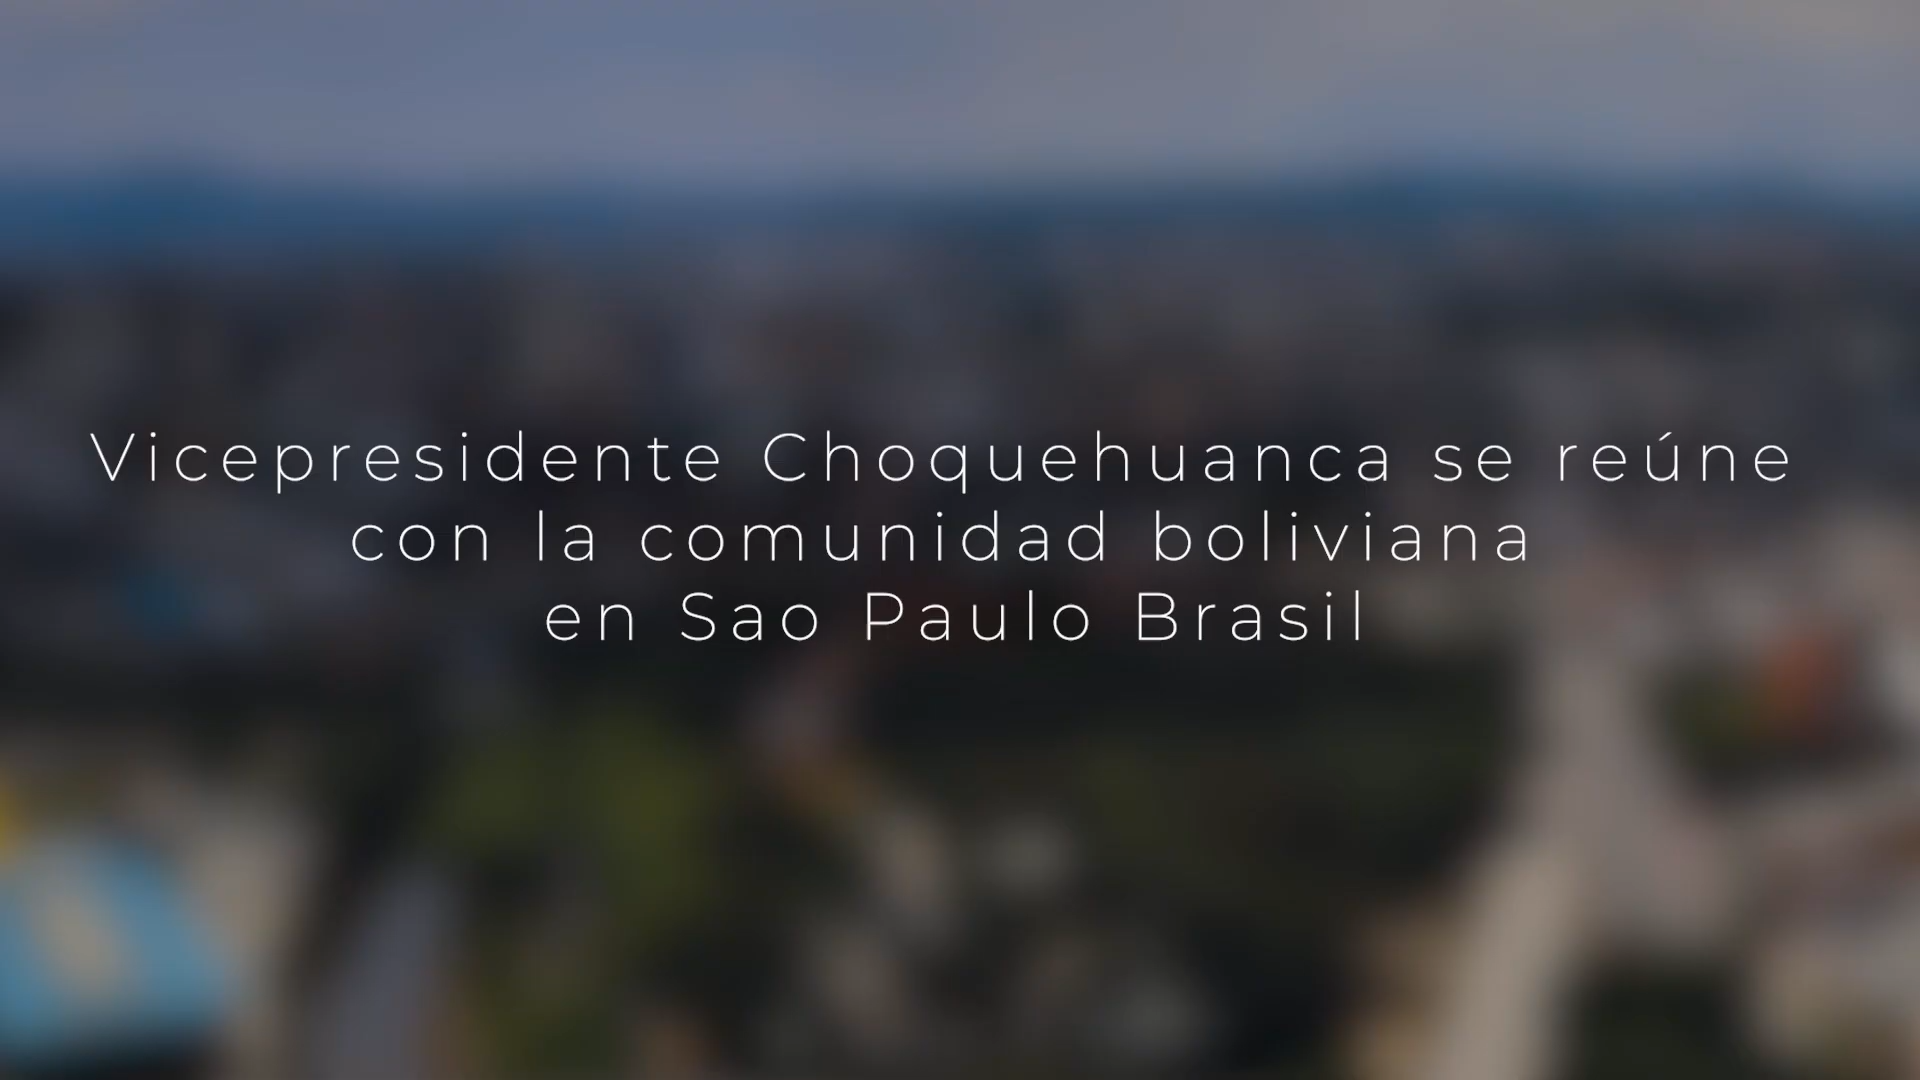 Vicepresidente Choquehuanca se reúne
con la comunidad boliviana
en Sao Paulo Brasil